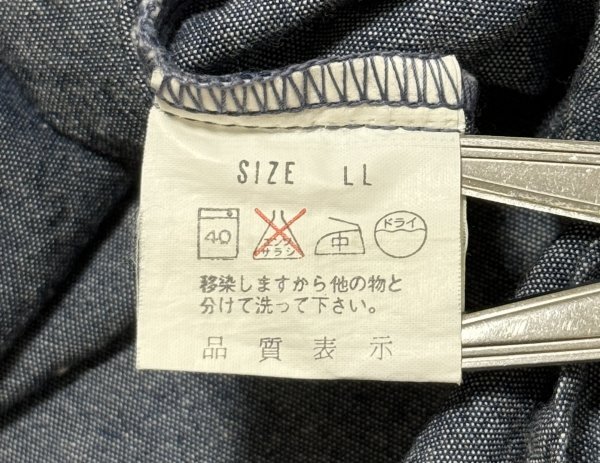 SIZE LL
40 エンソ サラシ 中 ドライ
移染しますから他の物と
分けて洗って下さい。
品質表示